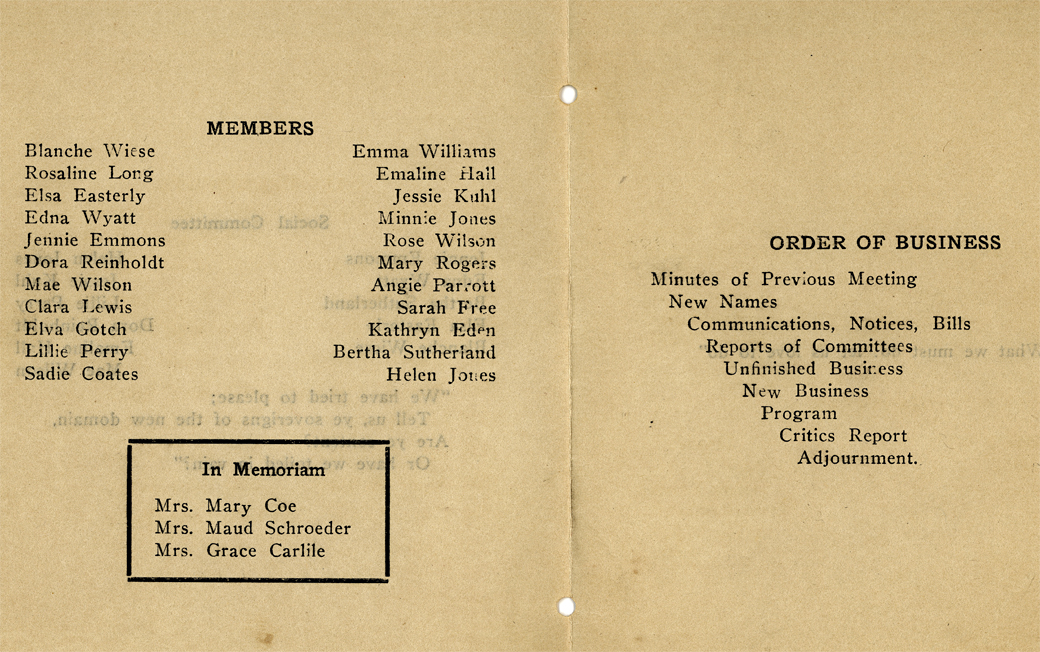 MEMBERS
Blanche Wiese Emma Williams
Rosaline Long Emaline Hall
Elsa Easterly Jessie Kuhl
Edna Wyatt Minnie Jones
Jennie Emmons Rose Wilson
Dora Reinholdt Mary Rogers
Mae Wilson Angie Parrott
Clara Lewis Sarah Free
Elva Gotch Kathryn Eden
Lillie Perry Bertha Sutherland
Sadie Coates Helen Jones
In Memoriam
Mrs. Mary Coe
Mrs. Maud Schroeder
Mrs. Grace Carlile
ORDER OF BUSINESS
Minutes of Previous Meeting
New Names
Communications, Notices, Bills
Reports of Committees
Unfinished Business
New Business
Program
Critics Report
Adjournment.